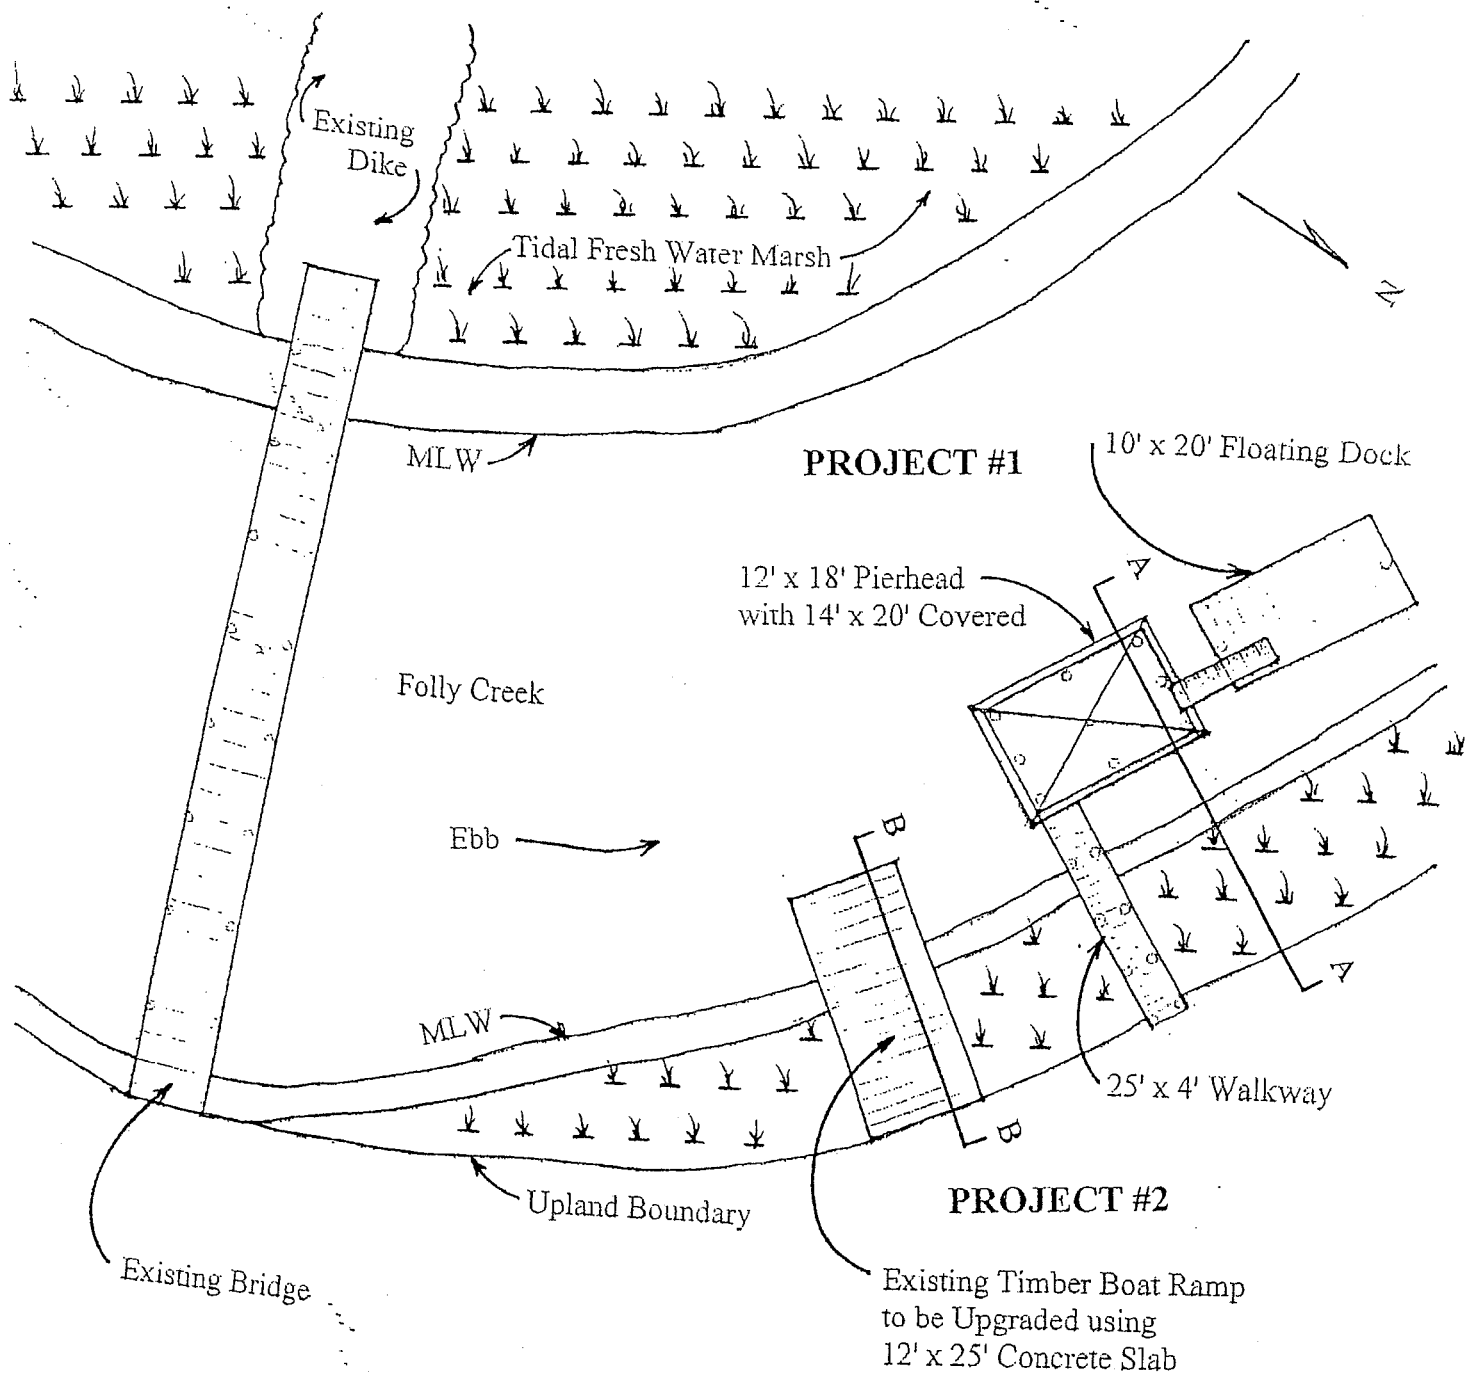 Existing
Dike
Tidal Fresh Water Marsh
N
MLW
PROJECT #1
10' x 20' Floating Dock
12' x 18' Pierhead
with 14' x 20' Covered
A
Folly Creek
Ebb
B
A
MLW
25' x 4' Walkway
B
Upland Boundary
PROJECT #2
Existing Bridge
Existing Timber Boat Ramp
to be Upgraded using
12' x 25' Concrete Slab